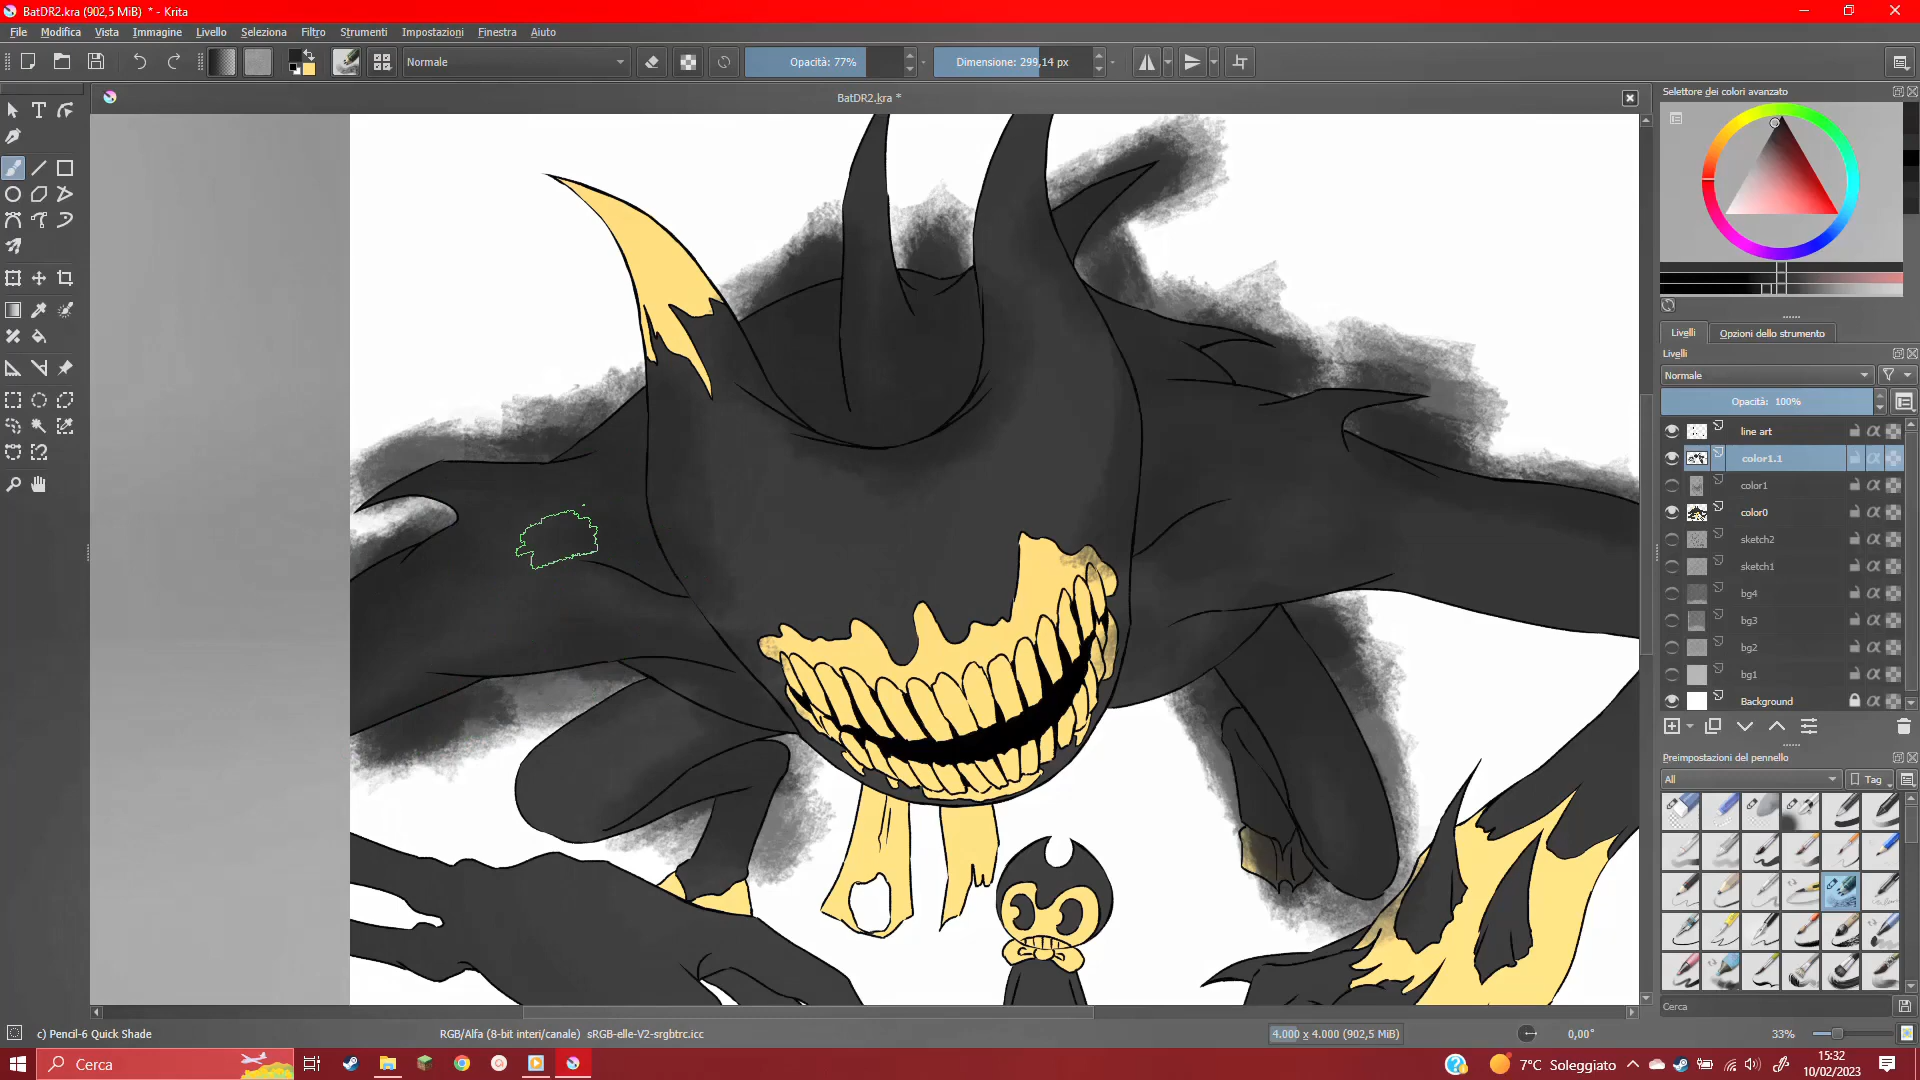 BatDR2.kra (902,5 MiB) * - Krita
File Modifica Vista Immagine Livello Seleziona Filtro Strumenti Impostazioni Finestra Aiuto
Normale Opacità: 77% Dimensione: 299,14 px
BatDR2.kra *
Selettore dei colori avanzato
Livelli Opzioni dello strumento
Livelli
Normale
Opacità: 100%
line art
color1.1
color1
color0
sketch2
sketch1
bg4
bg3
bg2
bg1
Background
Preimpostazioni del pennello
All Tag
Cerca
c) Pencil-6 Quick Shade RGB/Alfa (8-bit interi/canale) sRGB-elle-V2-srgbtrc.icc 4.000 x 4.000 (902,5 MiB) 0,00° 33%
Cerca 7°C Soleggiato 15:32
10/02/2023